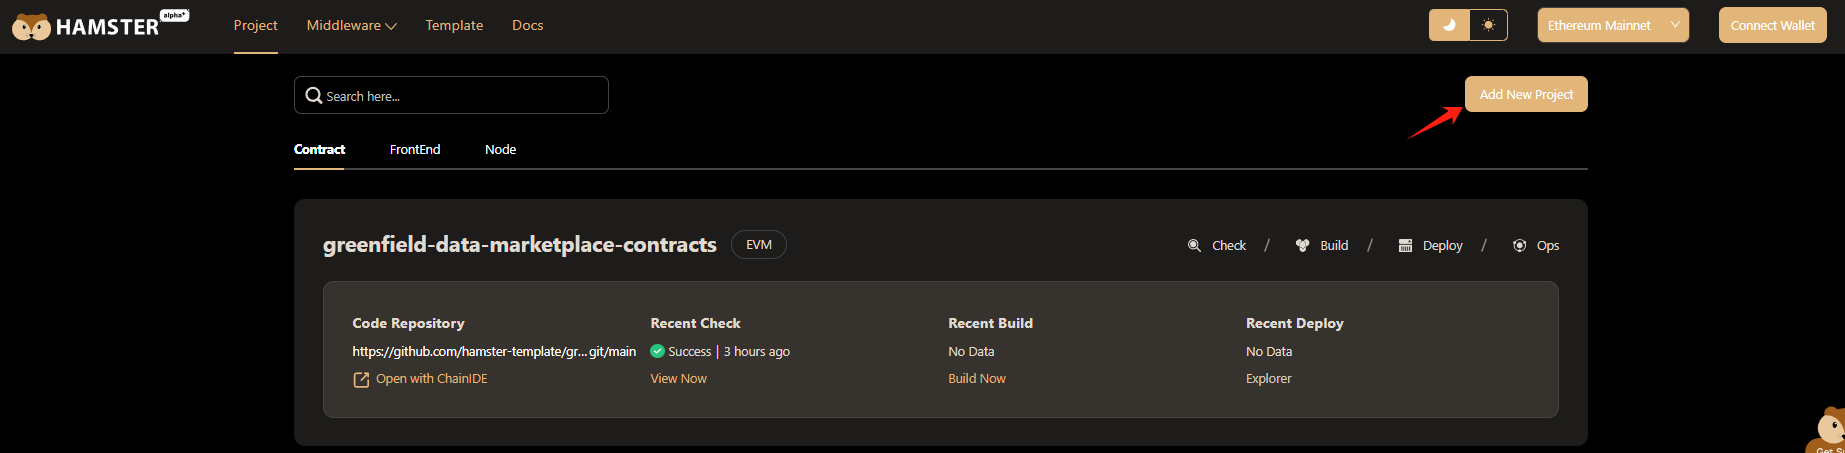 HAMSTER alpha+ Project Middleware Template Docs Ethereum Mainnet Connect Wallet
Search here... Add New Project
Contract FrontEnd Node
greenfield-data-marketplace-contracts EVM Check / Build / Deploy / Ops
Code Repository Recent Check Recent Build Recent Deploy
https://github.com/hamster-template/gr...git/main Success | 3 hours ago No Data No Data
Open with ChainIDE View Now Build Now Explorer